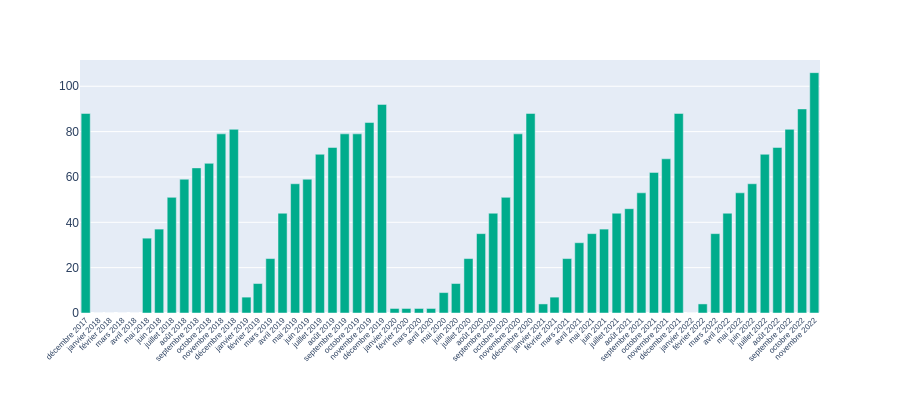 100
80
60
40
20
0
décembre 2017
janvier 2018
février 2018
mars 2018
avril 2018
mai 2018
juin 2018
juillet 2018
août 2018
septembre 2018
octobre 2018
novembre 2018
décembre 2018
janvier 2019
février 2019
mars 2019
avril 2019
mai 2019
juin 2019
juillet 2019
août 2019
septembre 2019
octobre 2019
novembre 2019
décembre 2019
janvier 2020
février 2020
mars 2020
avril 2020
mai 2020
juin 2020
juillet 2020
août 2020
septembre 2020
octobre 2020
novembre 2020
décembre 2020
janvier 2021
février 2021
mars 2021
avril 2021
mai 2021
juin 2021
juillet 2021
août 2021
septembre 2021
octobre 2021
novembre 2021
décembre 2021
janvier 2022
février 2022
mars 2022
avril 2022
mai 2022
juin 2022
juillet 2022
août 2022
septembre 2022
octobre 2022
novembre 2022